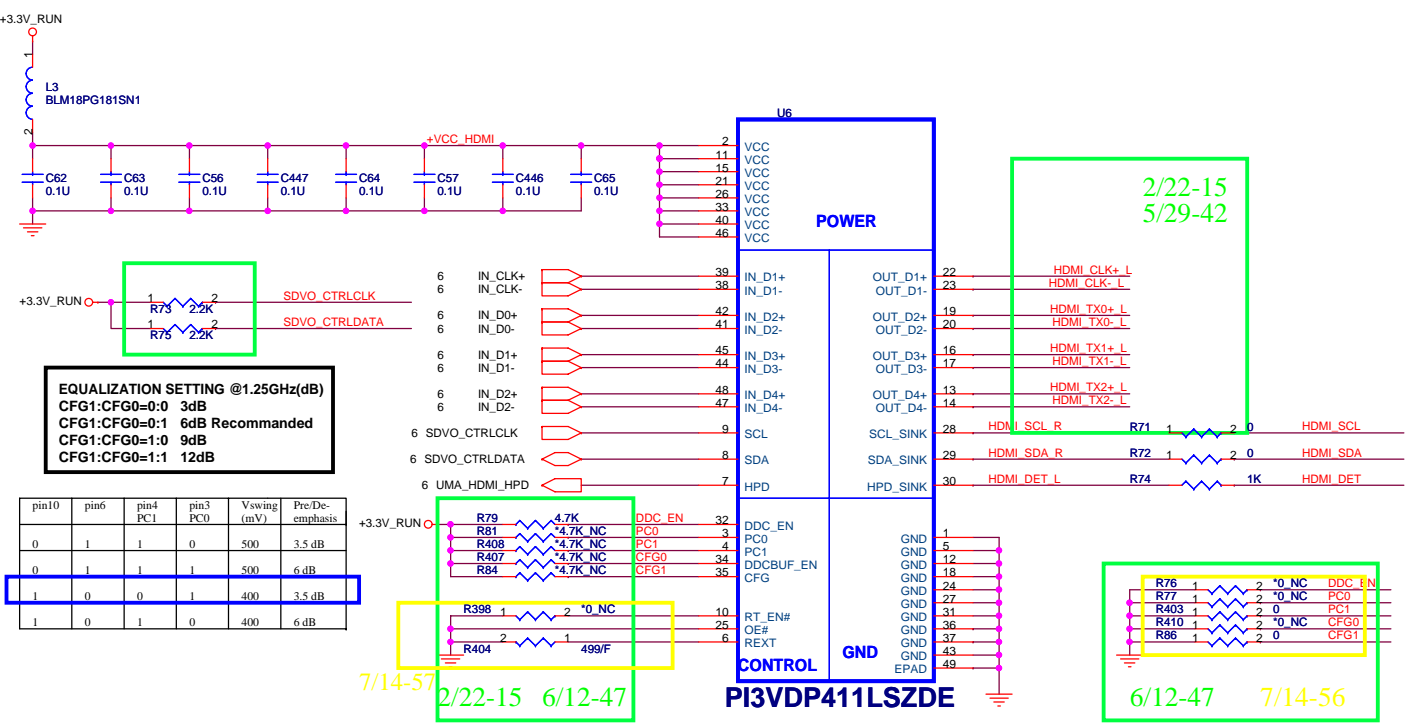 +3.3V_RUN
1
L3
BLM18PG181SN1
2
+VCC_HDMI
C62
0.1U
C63
0.1U
C56
0.1U
C447
0.1U
C64
0.1U
C57
0.1U
C446
0.1U
C65
0.1U
U6
2 VCC
11 VCC
15 VCC
21 VCC
26 VCC
33 VCC
40 VCC
46 VCC
POWER
2/22-15
5/29-42
+3.3V_RUN
1 2 SDVO_CTRLCLK
R73 2.2K
1 2 SDVO_CTRLDATA
R75 2.2K
EQUALIZATION SETTING @1.25GHz(dB)
CFG1:CFG0=0:0 3dB
CFG1:CFG0=0:1 6dB Recommanded
CFG1:CFG0=1:0 9dB
CFG1:CFG0=1:1 12dB
pin10 pin6 pin4 PC1 pin3 PC0 Vswing (mV) Pre/De-emphasis
0 1 1 0 500 3.5 dB
0 1 1 1 500 6 dB
1 0 0 1 400 3.5 dB
1 0 1 0 400 6 dB
6 IN_CLK+ 39 IN_D1+
6 IN_CLK- 38 IN_D1-
6 IN_D0+ 42 IN_D2+
6 IN_D0- 41 IN_D2-
6 IN_D1+ 45 IN_D3+
6 IN_D1- 44 IN_D3-
6 IN_D2+ 48 IN_D4+
6 IN_D2- 47 IN_D4-
6 SDVO_CTRLCLK 9 SCL
6 SDVO_CTRLDATA 8 SDA
6 UMA_HDMI_HPD 7 HPD
OUT_D1+ 22 HDMI_CLK+_L
OUT_D1- 23 HDMI_CLK-_L
OUT_D2+ 19 HDMI_TX0+_L
OUT_D2- 20 HDMI_TX0-_L
OUT_D3+ 16 HDMI_TX1+_L
OUT_D3- 17 HDMI_TX1-_L
OUT_D4+ 13 HDMI_TX2+_L
OUT_D4- 14 HDMI_TX2-_L
SCL_SINK 28 HDMI_SCL_R R71 1 2 0 HDMI_SCL
SDA_SINK 29 HDMI_SDA_R R72 1 2 0 HDMI_SDA
HPD_SINK 30 HDMI_DET_L R74 1K HDMI_DET
+3.3V_RUN
R79 4.7K DDC_EN 32 DDC_EN
R81 *4.7K_NC PC0 3 PC0
R408 *4.7K_NC PC1 4 PC1
R407 *4.7K_NC CFG0 34 DDCBUF_EN
R84 *4.7K_NC CFG1 35 CFG
R398 1 2 *0_NC 10 RT_EN#
25 OE#
R404 2 1 499/F 6 REXT
CONTROL
GND 1
GND 5
GND 12
GND 18
GND 24
GND 27
GND 31
GND 36
GND 37
GND 43
EPAD 49
GND
PI3VDP411LSZDE
7/14-57
2/22-15 6/12-47
R76 1 2 *0_NC DDC_EN
R77 1 2 *0_NC PC0
R403 1 2 0 PC1
R410 1 2 *0_NC CFG0
R86 1 2 0 CFG1
6/12-47 7/14-56